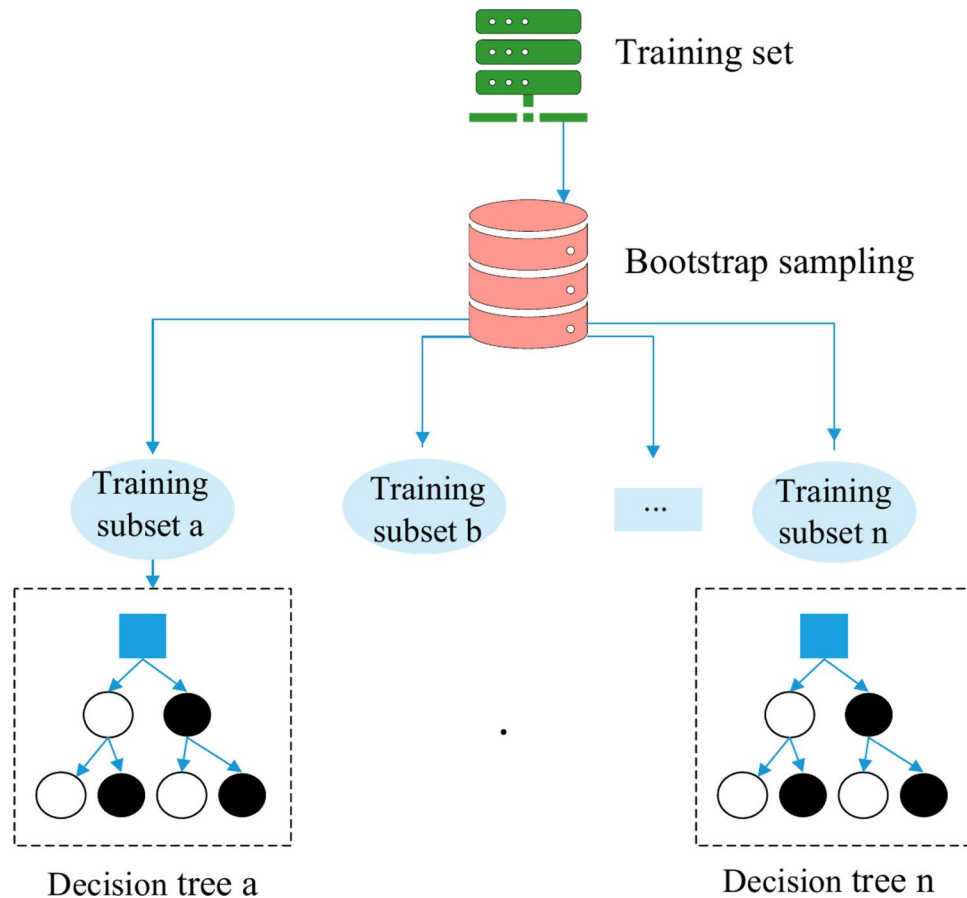 Training set
Bootstrap sampling
Training
subset a
Training
subset b
...
Training
subset n
Decision tree a
.
Decision tree n